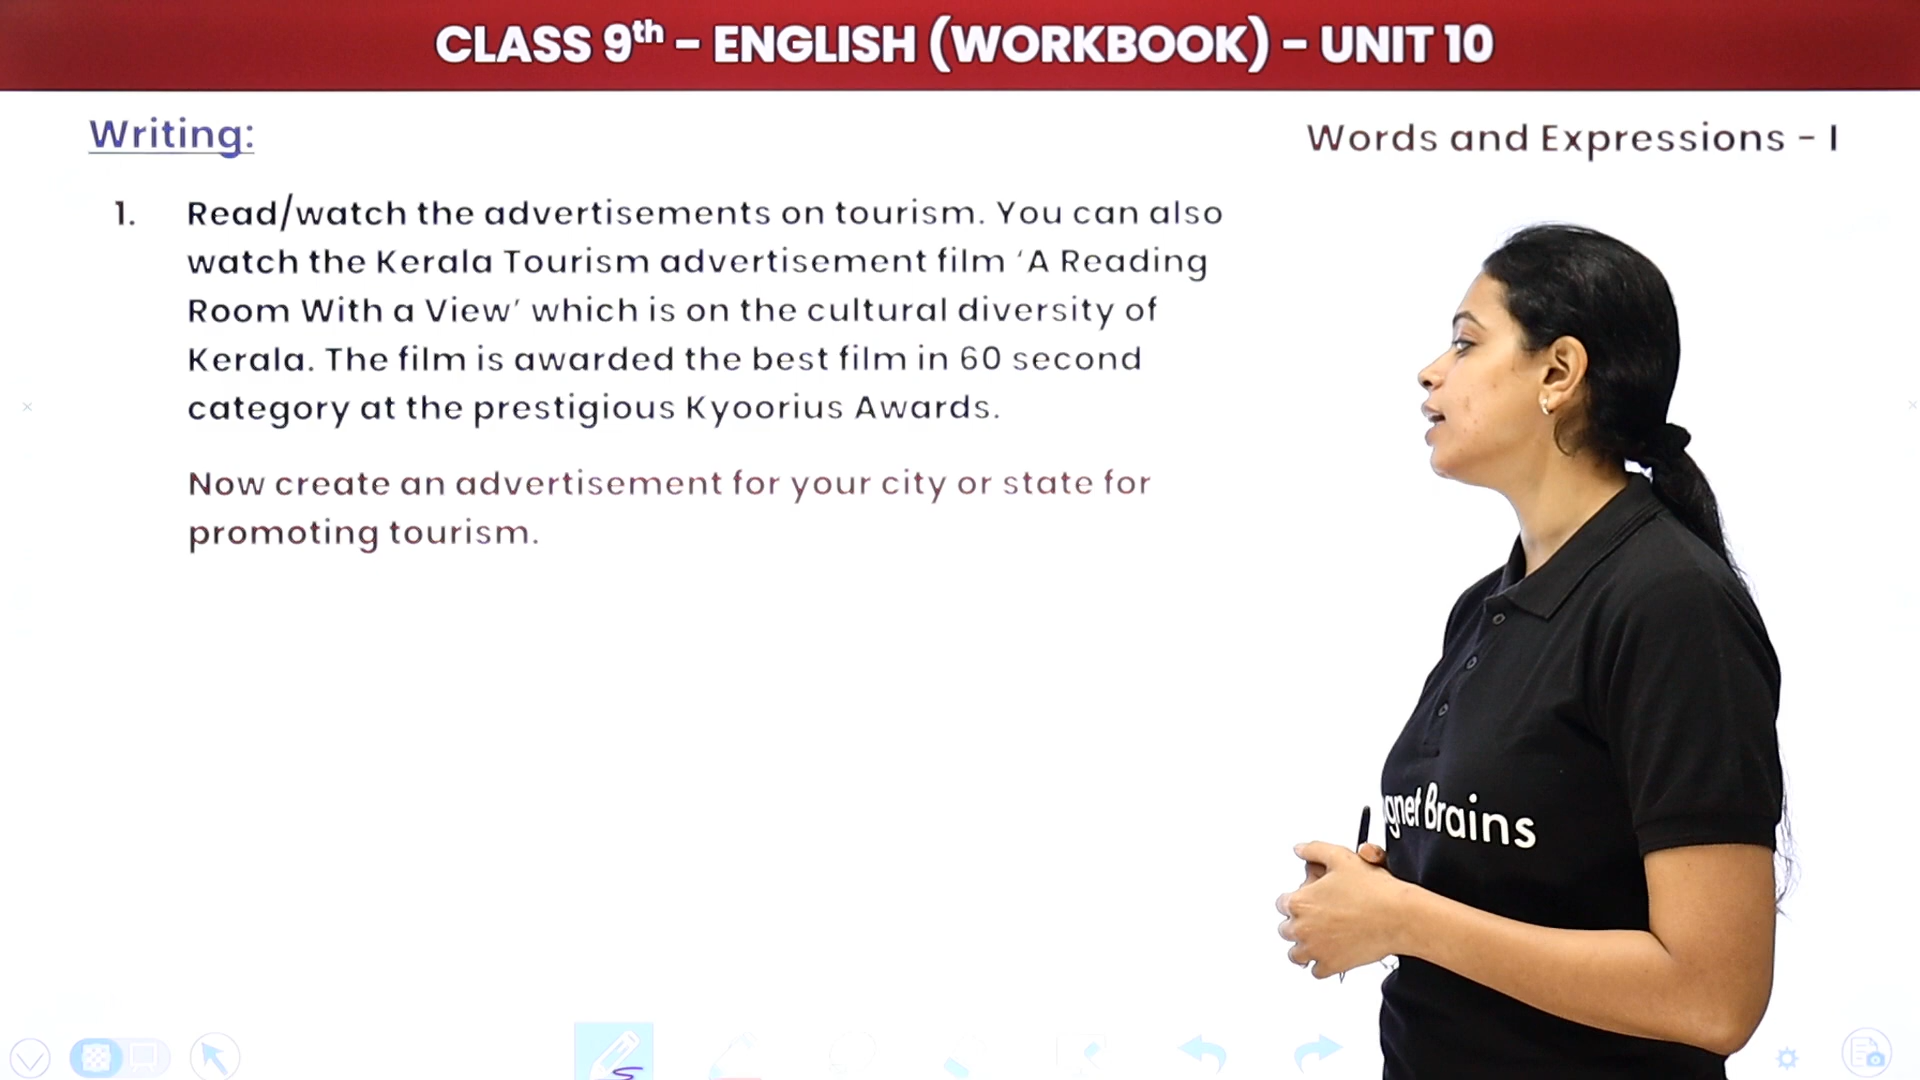 CLASS 9th – ENGLISH (WORKBOOK) – UNIT 10
Writing:
Words and Expressions – I
1. Read/watch the advertisements on tourism. You can also
watch the Kerala Tourism advertisement film ‘A Reading
Room With a View’ which is on the cultural diversity of
Kerala. The film is awarded the best film in 60 second
category at the prestigious Kyoorius Awards.
Now create an advertisement for your city or state for
promoting tourism.
gnet Brains